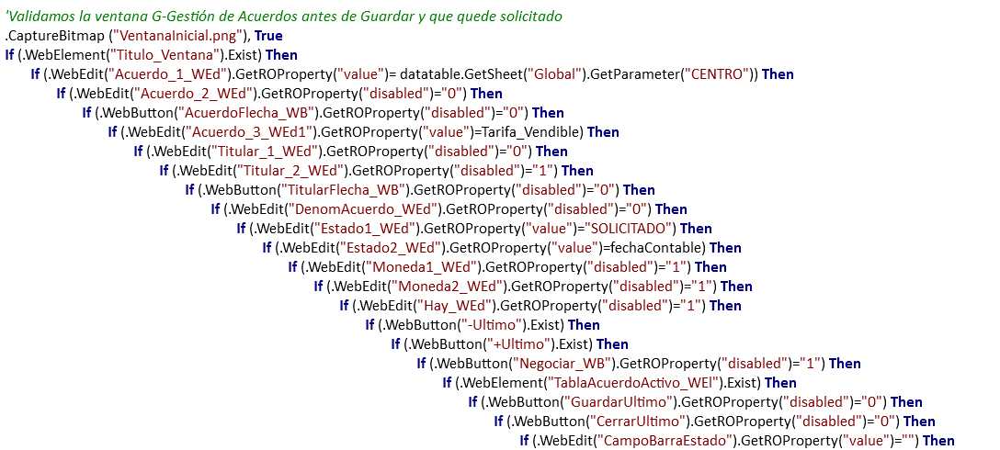 'Validamos la ventana G-Gestión de Acuerdos antes de Guardar y que quede solicitado
.CaptureBitmap ("VentanaInicial.png"), True
If (.WebElement("Titulo_Ventana").Exist) Then
If (.WebEdit("Acuerdo_1_WEd").GetROProperty("value")= datatable.GetSheet("Global").GetParameter("CENTRO")) Then
If (.WebEdit("Acuerdo_2_WEd").GetROProperty("disabled")="0") Then
If (.WebButton("AcuerdoFlecha_WB").GetROProperty("disabled")="0") Then
If (.WebEdit("Acuerdo_3_WEd1").GetROProperty("value")=Tarifa_Vendible) Then
If (.WebEdit("Titular_1_WEd").GetROProperty("disabled")="0") Then
If (.WebEdit("Titular_2_WEd").GetROProperty("disabled")="1") Then
If (.WebButton("TitularFlecha_WB").GetROProperty("disabled")="0") Then
If (.WebEdit("DenomAcuerdo_WEd").GetROProperty("disabled")="0") Then
If (.WebEdit("Estado1_WEd").GetROProperty("value")="SOLICITADO") Then
If (.WebEdit("Estado2_WEd").GetROProperty("value")=fechaContable) Then
If (.WebEdit("Moneda1_WEd").GetROProperty("disabled")="1") Then
If (.WebEdit("Moneda2_WEd").GetROProperty("disabled")="1") Then
If (.WebEdit("Hay_WEd").GetROProperty("disabled")="1") Then
If (.WebButton("-Ultimo").Exist) Then
If (.WebButton("+Ultimo").Exist) Then
If (.WebButton("Negociar_WB").GetROProperty("disabled")="1") Then
If (.WebElement("TablaAcuerdoActivo_WEl").Exist) Then
If (.WebButton("GuardarUltimo").GetROProperty("disabled")="0") Then
If (.WebButton("CerrarUltimo").GetROProperty("disabled")="0") Then
If (.WebEdit("CampoBarraEstado").GetROProperty("value")="") Then